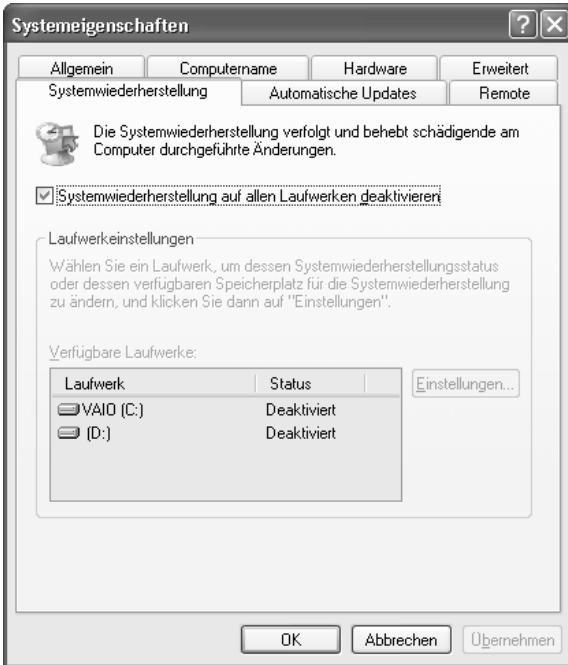 Systemeigenschaften
Allgemein Computername Hardware Erweitert
Systemwiederherstellung Automatische Updates Remote
Die Systemwiederherstellung verfolgt und behebt schädigende am
Computer durchgeführte Änderungen.
Systemwiederherstellung auf allen Laufwerken deaktivieren
Laufwerkeinstellungen
Wählen Sie ein Laufwerk, um dessen Systemwiederherstellungsstatus
oder dessen verfügbaren Speicherplatz für die Systemwiederherstellung
zu ändern, und klicken Sie dann auf "Einstellungen".
Verfügbare Laufwerke:
Laufwerk Status
VAIO (C:) Deaktiviert
(D:) Deaktiviert
Einstellungen...
OK Abbrechen Übernehmen